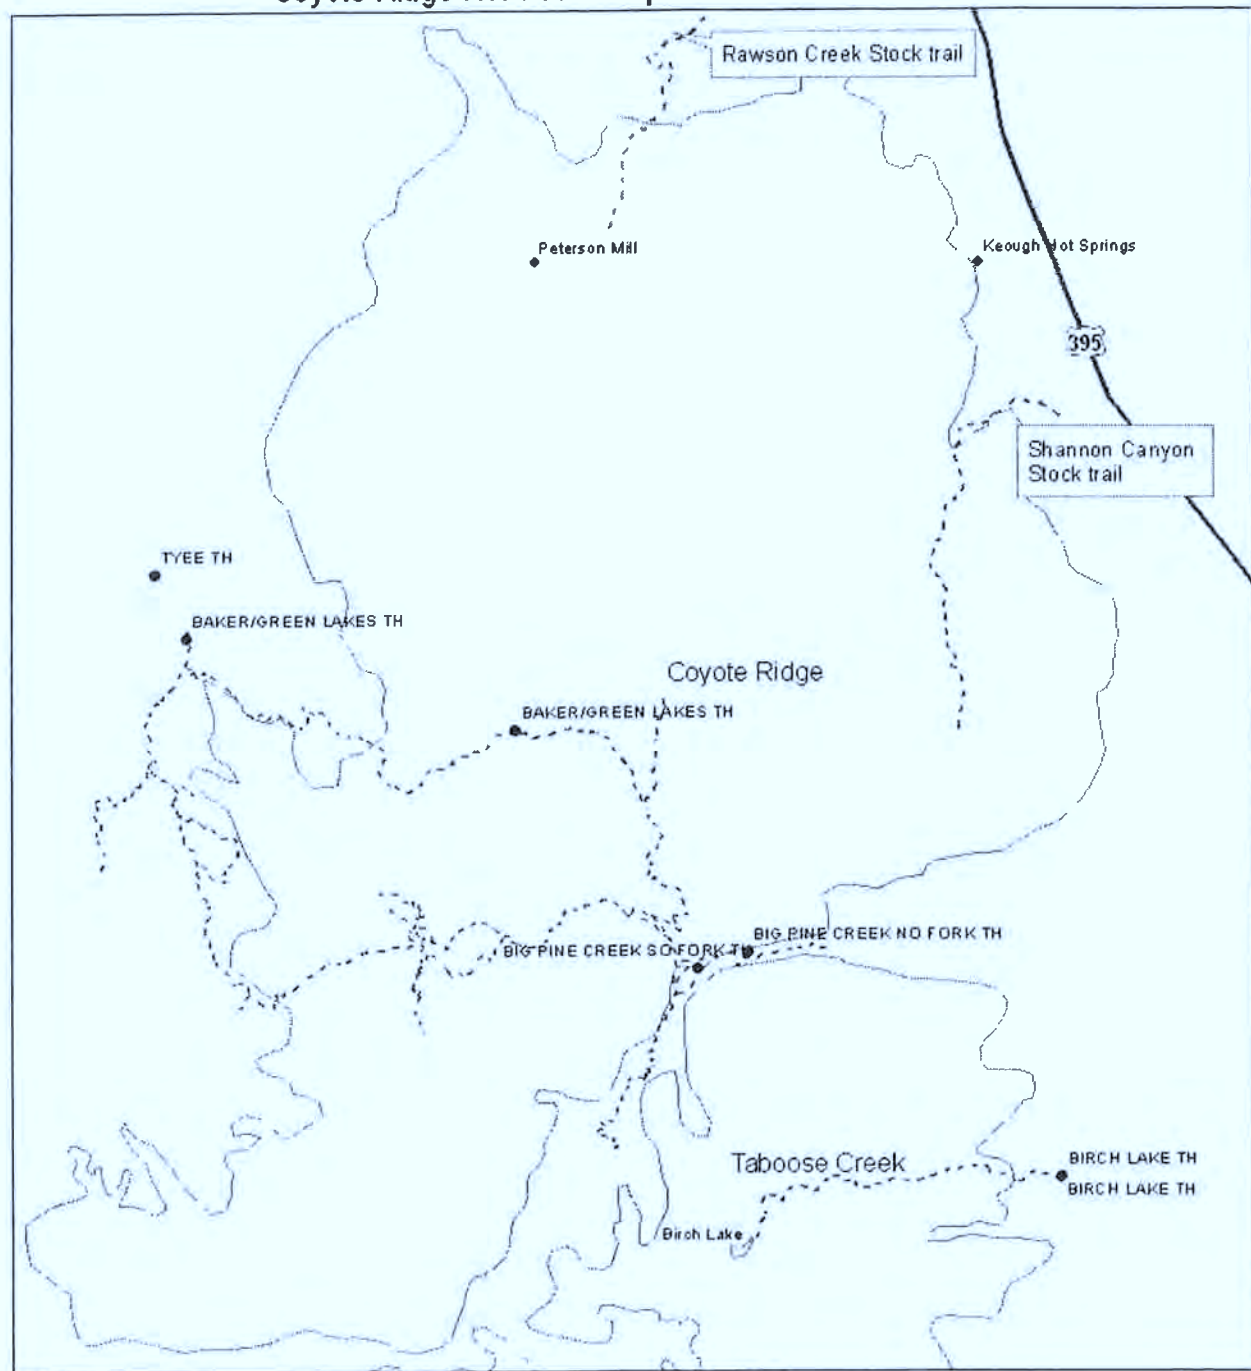 Rawson Creek Stock trail
Peterson Mill
Keough Hot Springs
395
Shannon Canyon
Stock trail
TYEE TH
BAKER/GREEN LAKES TH
Coyote Ridge
BAKER/GREEN LAKES TH
BIG PINE CREEK NO FORK TH
BIG PINE CREEK SO FORK TH
Taboose Creek
BIRCH LAKE TH
BIRCH LAKE TH
Birch Lake